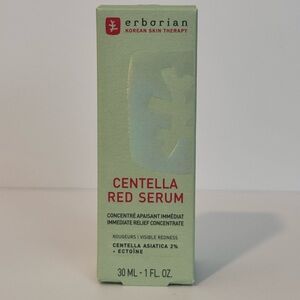 erborian
KOREAN SKIN THERAPY
CENTELLA
RED SERUM
CONCENTRÉ APAISANT IMMÉDIAT
IMMEDIATE RELIEF CONCENTRATE
ROUGEURS | VISIBLE REDNESS
CENTELLA ASIATICA 2%
+ ECTOÏNE
30 ML · 1 FL. OZ.